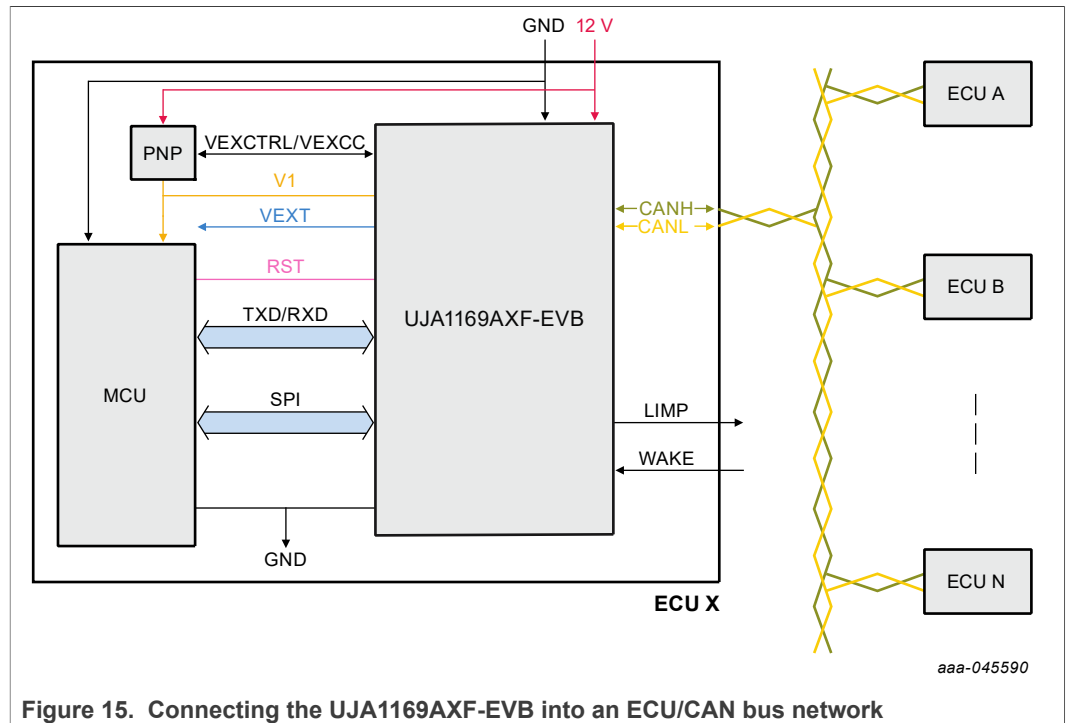 GND 12 V
ECU A
PNP
VEXCTRL/VEXCC
V1
VEXT
CANH
CANL
RST
ECU B
TXD/RXD
UJA1169AXF-EVB
MCU
SPI
LIMP
WAKE
GND
ECU N
ECU X
aaa-045590
Figure 15. Connecting the UJA1169AXF-EVB into an ECU/CAN bus network